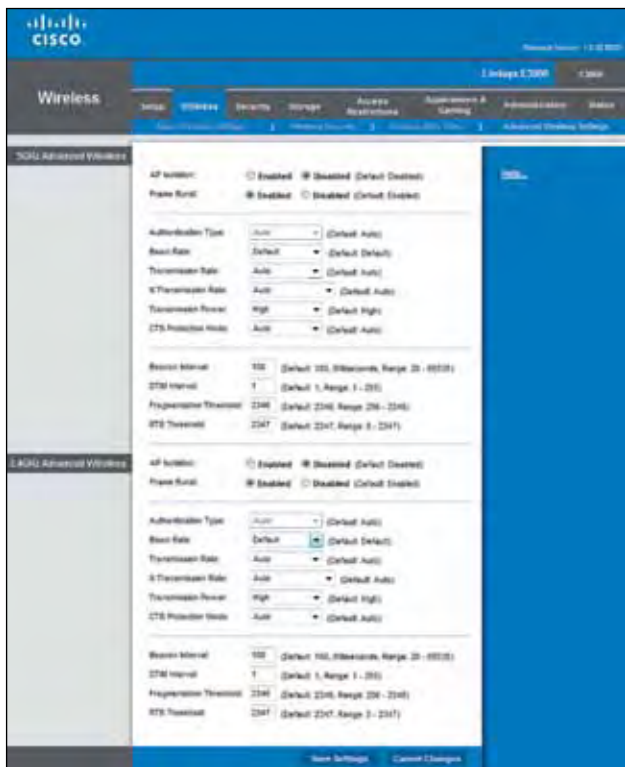 CISCO
Linksys E3000
Wireless
Setup Wireless Security Storage Access Restrictions Applications & Gaming Administration Status
Advanced Wireless Settings
5GHz Advanced Wireless
AP Isolation: Enabled Disabled (Default: Disabled)
Frame Burst: Enabled Disabled (Default: Enabled)
Authentication Type: Auto (Default: Auto)
Basic Rate: Default (Default: Default)
Transmission Rate: Auto (Default: Auto)
N Transmission Rate: Auto (Default: Auto)
Transmission Power: High (Default: High)
CTS Protection Mode: Auto (Default: Auto)
Beacon Interval: 100 (Default: 100, Milliseconds, Range: 20 - 65535)
DTIM Interval: 1 (Default: 1, Range: 1 - 255)
Fragmentation Threshold: 2346 (Default: 2346, Range: 256 - 2346)
RTS Threshold: 2347 (Default: 2347, Range: 0 - 2347)
2.4GHz Advanced Wireless
AP Isolation: Enabled Disabled (Default: Disabled)
Frame Burst: Enabled Disabled (Default: Enabled)
Authentication Type: Auto (Default: Auto)
Basic Rate: Default (Default: Default)
Transmission Rate: Auto (Default: Auto)
N Transmission Rate: Auto (Default: Auto)
Transmission Power: High (Default: High)
CTS Protection Mode: Auto (Default: Auto)
Beacon Interval: 100 (Default: 100, Milliseconds, Range: 20 - 65535)
DTIM Interval: 1 (Default: 1, Range: 1 - 255)
Fragmentation Threshold: 2346 (Default: 2346, Range: 256 - 2346)
RTS Threshold: 2347 (Default: 2347, Range: 0 - 2347)
Save Settings Cancel Changes